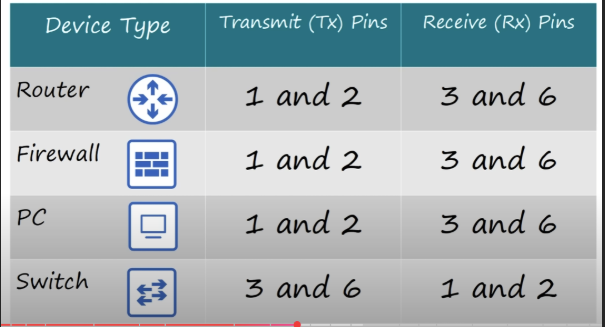 Device Type Transmit (Tx) Pins Receive (Rx) Pins
Router 1 and 2 3 and 6
Firewall 1 and 2 3 and 6
PC 1 and 2 3 and 6
Switch 3 and 6 1 and 2